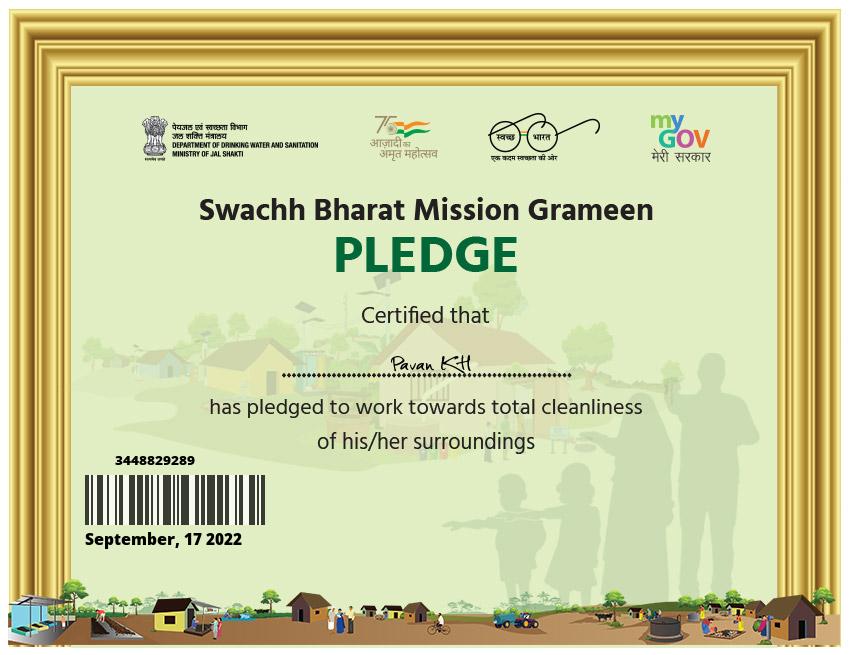 पेयजल एवं स्वच्छता विभाग
जल शक्ति मंत्रालय
DEPARTMENT OF DRINKING WATER AND SANITATION
MINISTRY OF JAL SHAKTI
सत्यमेव जयते
75
आज़ादी का
अमृत महोत्सव
स्वच्छ भारत
एक कदम स्वच्छता की ओर
my
GOV
मेरी सरकार
Swachh Bharat Mission Grameen
PLEDGE
Certified that
Pavan KH
has pledged to work towards total cleanliness
of his/her surroundings
3448829289
September, 17 2022